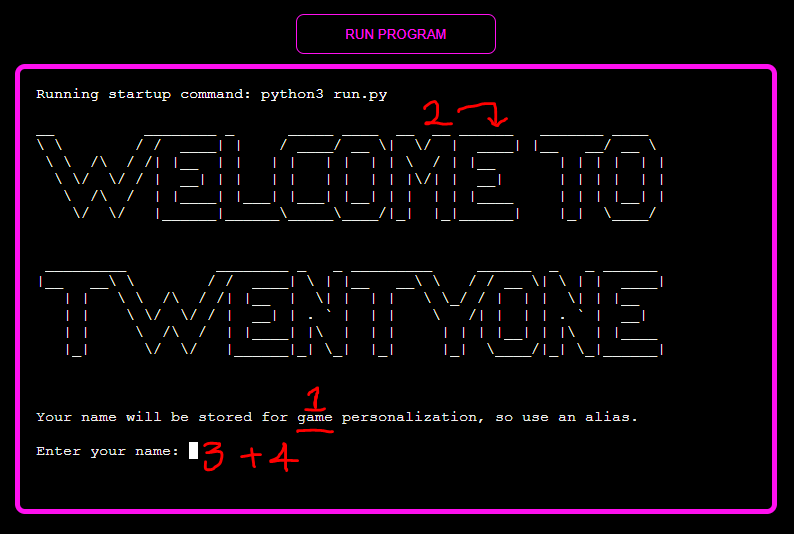 RUN PROGRAM
Running startup command: python3 run.py
2
WELCOME TO
TWENTYONE
1
Your name will be stored for game personalization, so use an alias.
Enter your name: 3 + 4